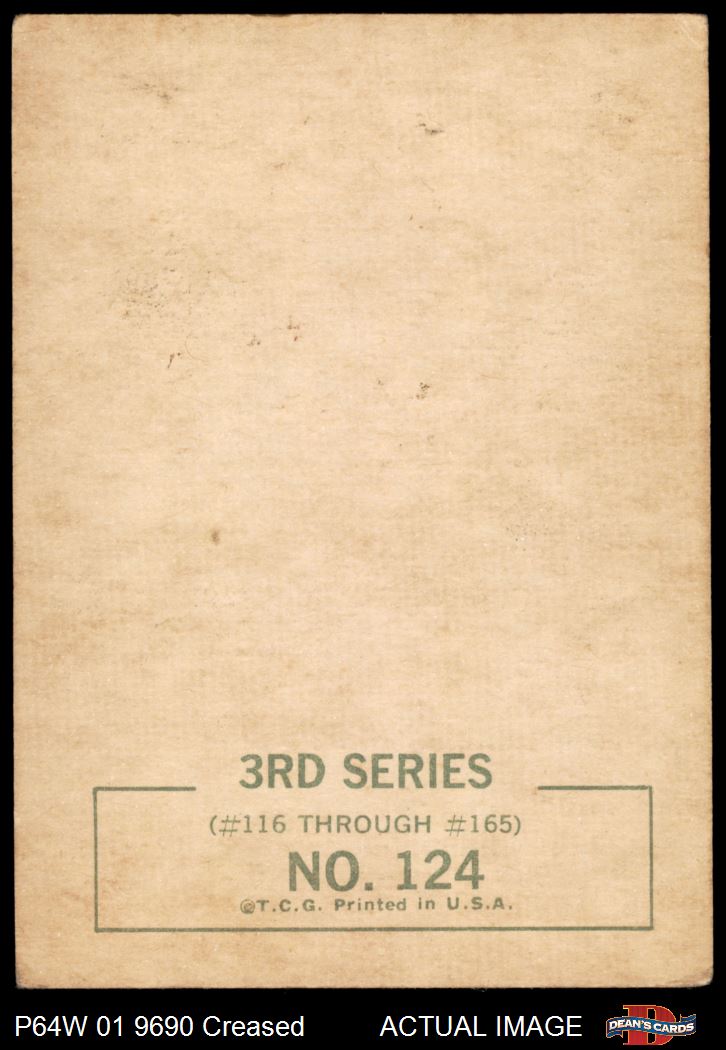 3RD SERIES
(#116 THROUGH #165)
NO. 124
©T.C.G. Printed in U.S.A.
P64W 01 9690 Creased
ACTUAL IMAGE
DEAN'S CARDS